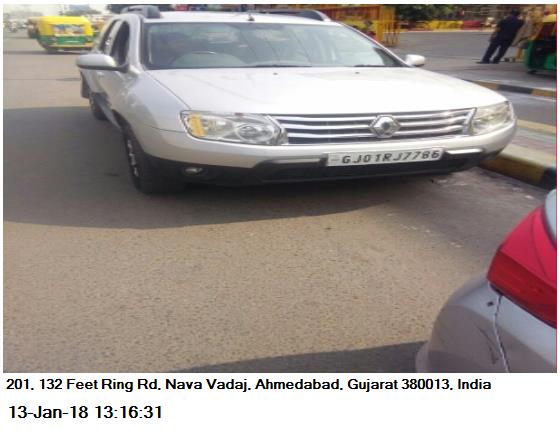 GJ01RJ7786
201, 132 Feet Ring Rd, Nava Vadaj, Ahmedabad, Gujarat 380013, India
13-Jan-18 13:16:31